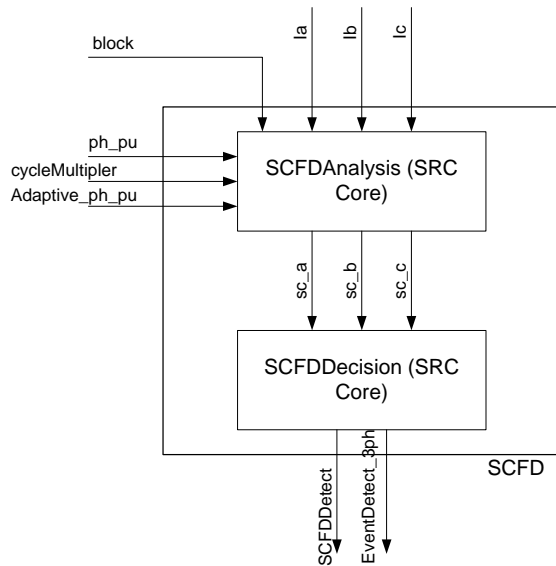 Ia
Ib
Ic
block
ph_pu
cycleMultipler
Adaptive_ph_pu
SCFDAnalysis (SRC
Core)
sc_a
sc_b
sc_c
SCFDDecision (SRC
Core)
SCFDDetect
EventDetect_3ph
SCFD